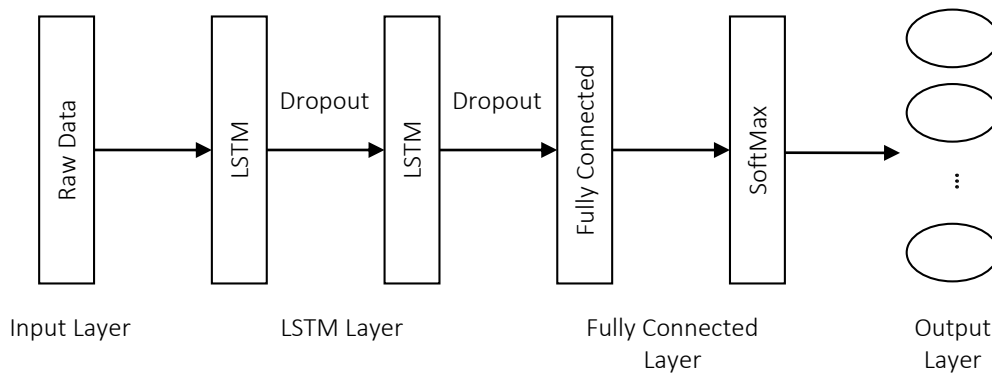 Raw Data
LSTM
Dropout
LSTM
Dropout
Fully Connected
SoftMax
...
Input Layer
LSTM Layer
Fully Connected
Layer
Output
Layer